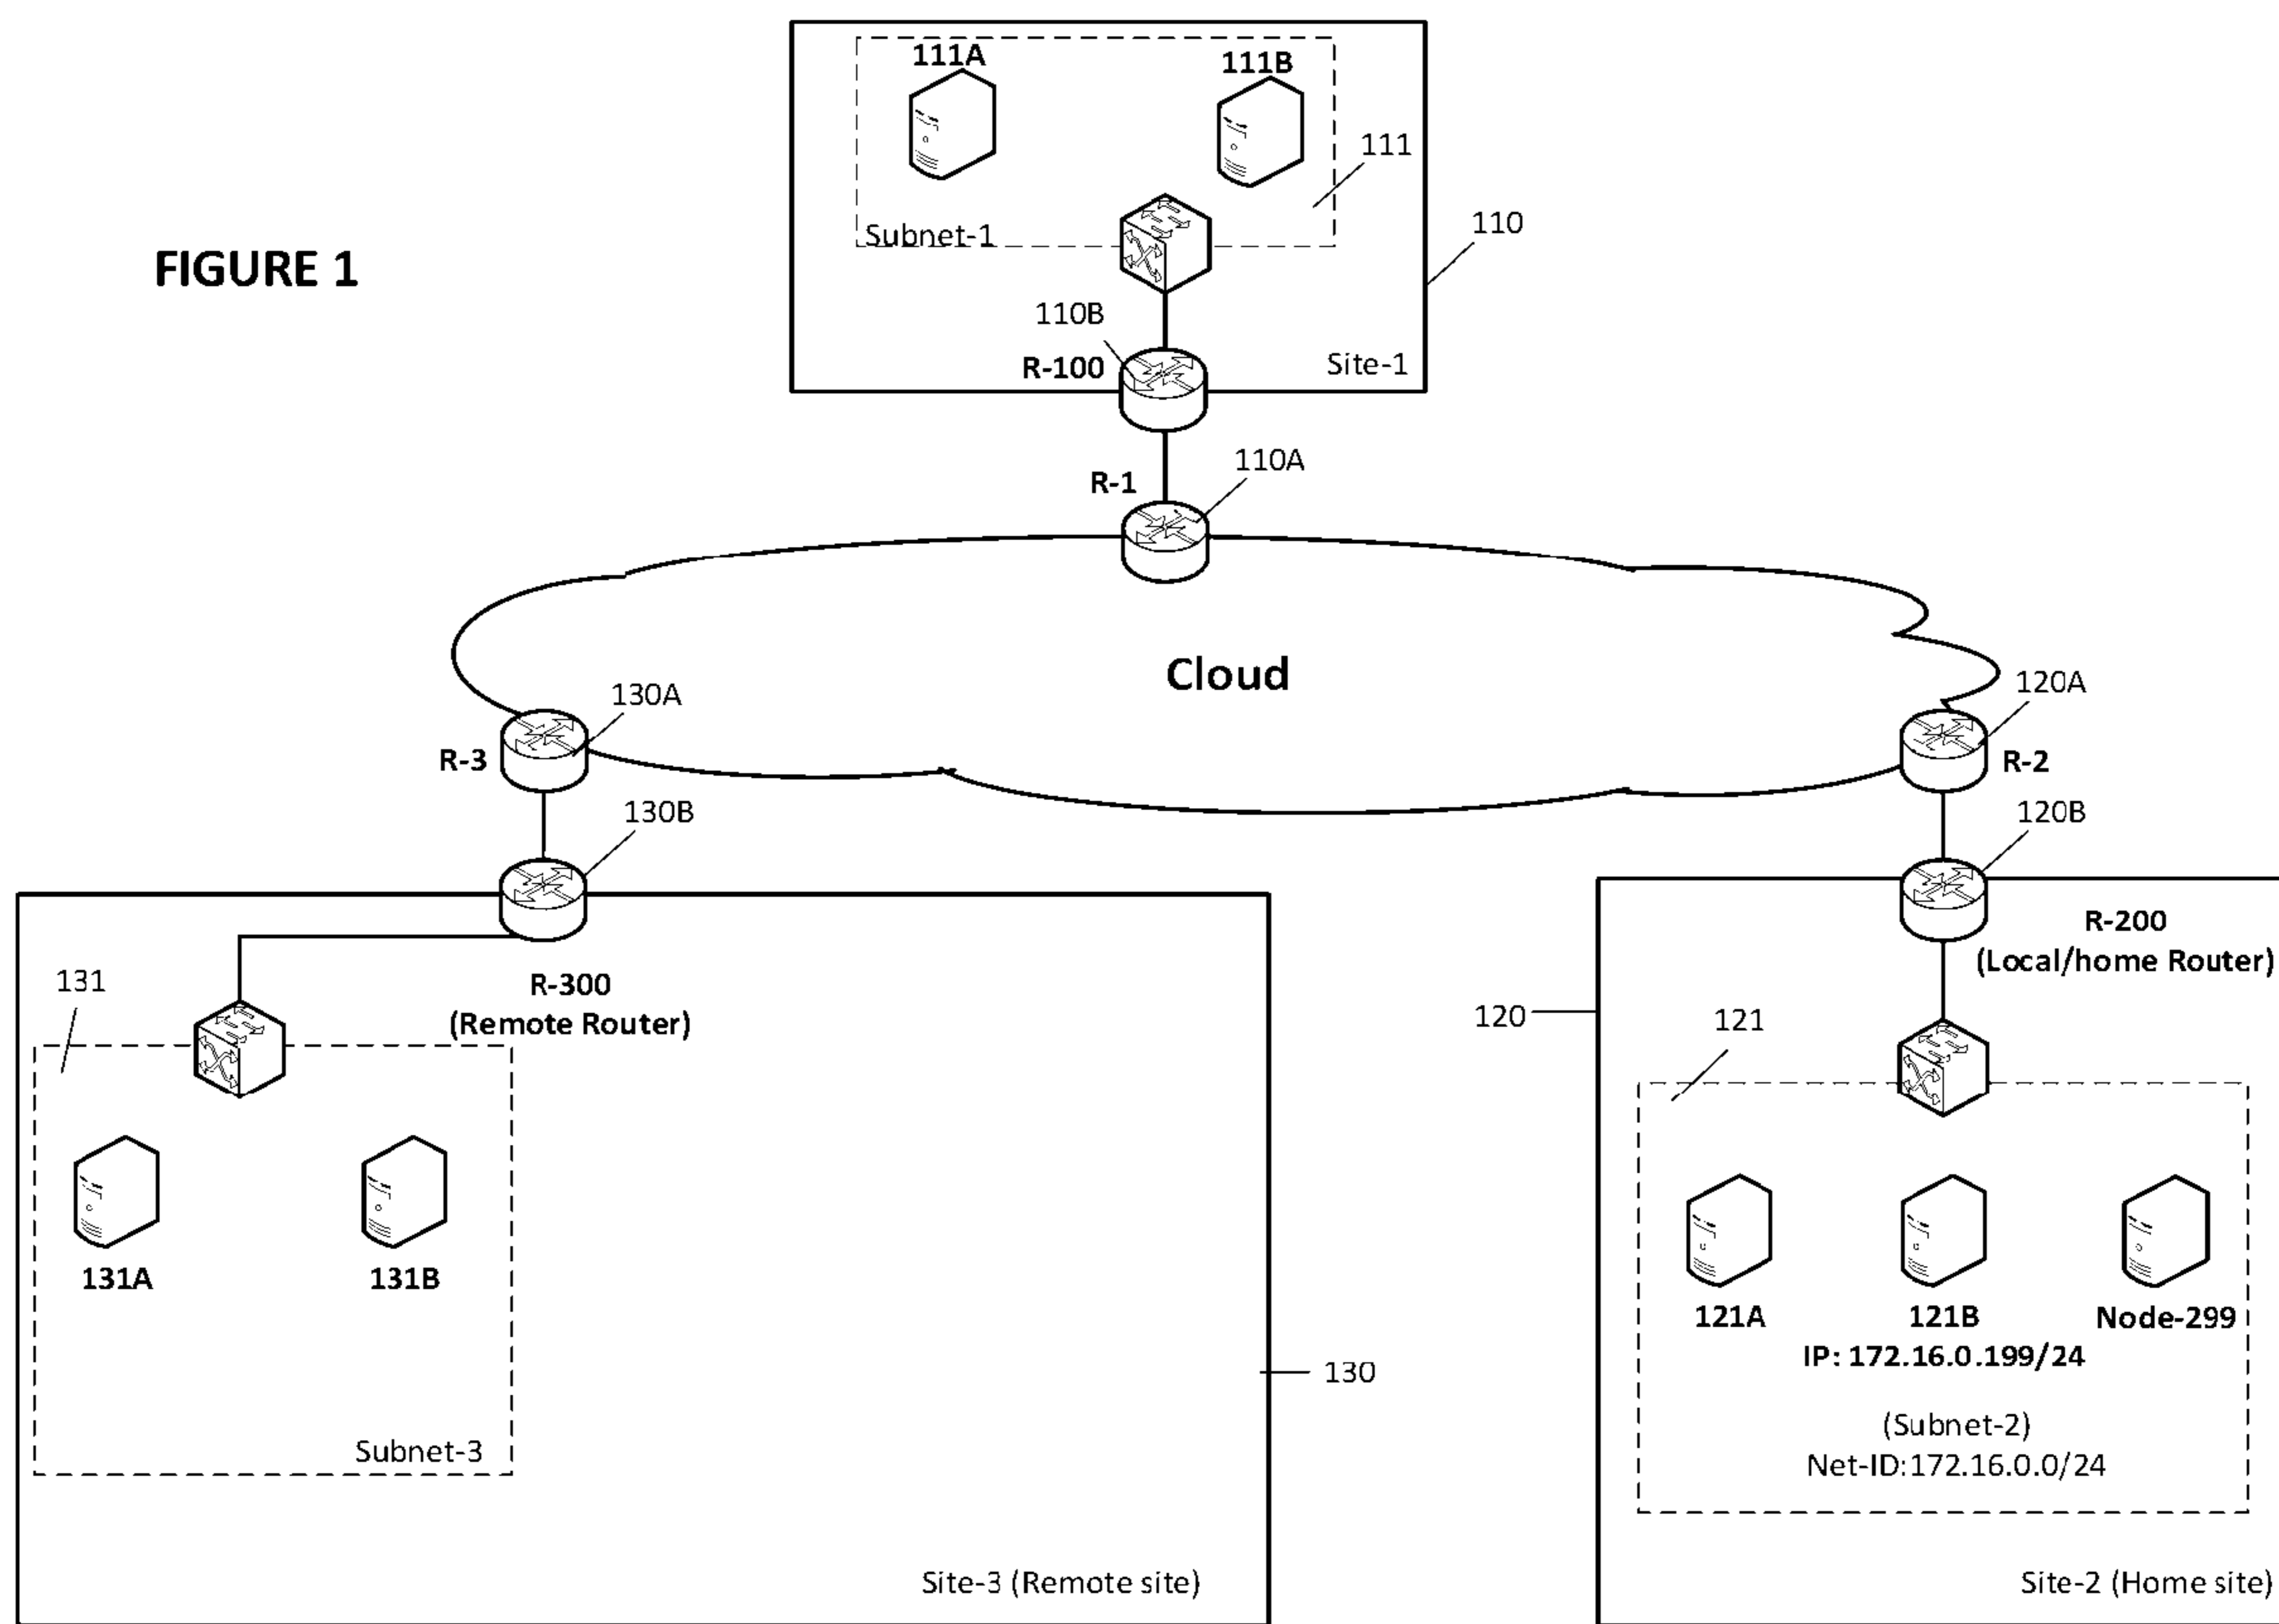 FIGURE 1
111A
111B
111
Subnet-1
110
110B
R-100
Site-1
110A
R-1
Cloud
130A
R-3
120A
R-2
130B
120B
R-200
(Local/home Router)
131
R-300
(Remote Router)
120
121
131A
131B
121A
121B
Node-299
IP: 172.16.0.199/24
130
(Subnet-2)
Net-ID:172.16.0.0/24
Subnet-3
Site-3 (Remote site)
Site-2 (Home site)